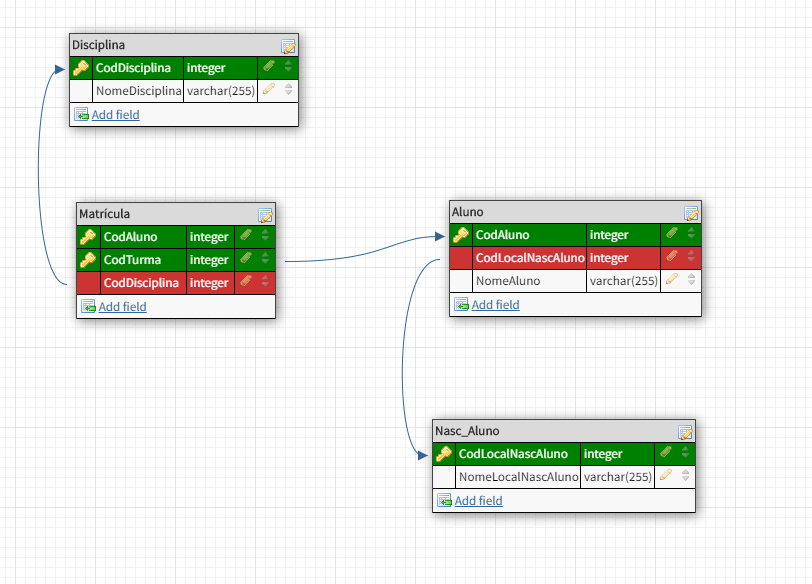 Disciplina
CodDisciplina integer
NomeDisciplina varchar(255)
Add field
Matrícula
CodAluno integer
CodTurma integer
CodDisciplina integer
Add field
Aluno
CodAluno integer
CodLocalNascAluno integer
NomeAluno varchar(255)
Add field
Nasc_Aluno
CodLocalNascAluno integer
NomeLocalNascAluno varchar(255)
Add field